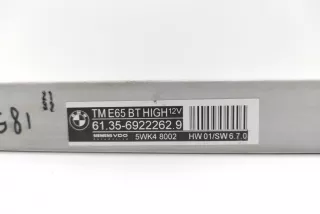 TM E65 BT HIGH 12V
61.35-6922262.9
SIEMENS VDO
5WK4 8002
HW 01/SW 6.7.0
G81